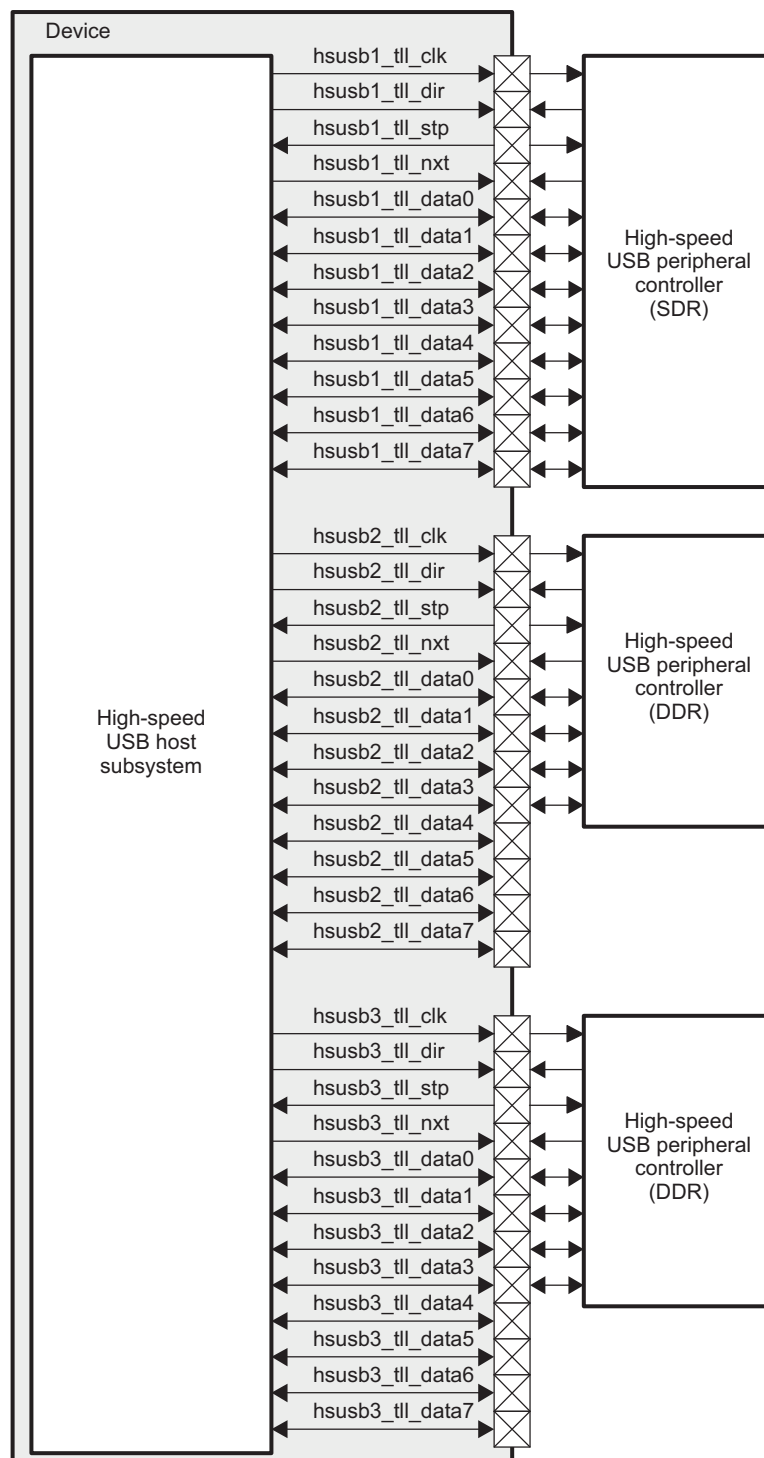 Device
hsusb1_tll_clk
hsusb1_tll_dir
hsusb1_tll_stp
hsusb1_tll_nxt
hsusb1_tll_data0
hsusb1_tll_data1
hsusb1_tll_data2
hsusb1_tll_data3
hsusb1_tll_data4
hsusb1_tll_data5
hsusb1_tll_data6
hsusb1_tll_data7
High-speed
USB peripheral
controller
(SDR)
hsusb2_tll_clk
hsusb2_tll_dir
hsusb2_tll_stp
hsusb2_tll_nxt
hsusb2_tll_data0
hsusb2_tll_data1
hsusb2_tll_data2
hsusb2_tll_data3
hsusb2_tll_data4
hsusb2_tll_data5
hsusb2_tll_data6
hsusb2_tll_data7
High-speed
USB peripheral
controller
(DDR)
High-speed
USB host
subsystem
hsusb3_tll_clk
hsusb3_tll_dir
hsusb3_tll_stp
hsusb3_tll_nxt
hsusb3_tll_data0
hsusb3_tll_data1
hsusb3_tll_data2
hsusb3_tll_data3
hsusb3_tll_data4
hsusb3_tll_data5
hsusb3_tll_data6
hsusb3_tll_data7
High-speed
USB peripheral
controller
(DDR)